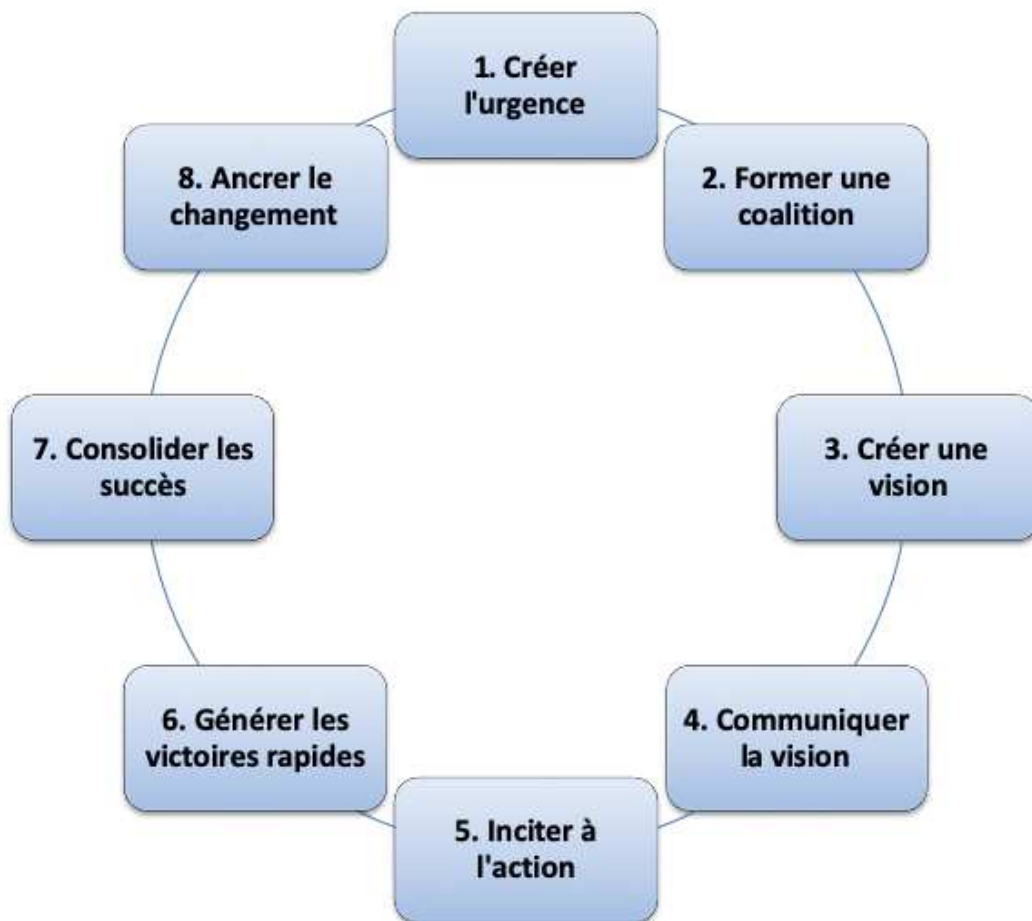 1. Créer
l'urgence
2. Former une
coalition
3. Créer une
vision
4. Communiquer
la vision
5. Inciter à
l'action
6. Générer les
victoires rapides
7. Consolider les
succès
8. Ancrer le
changement